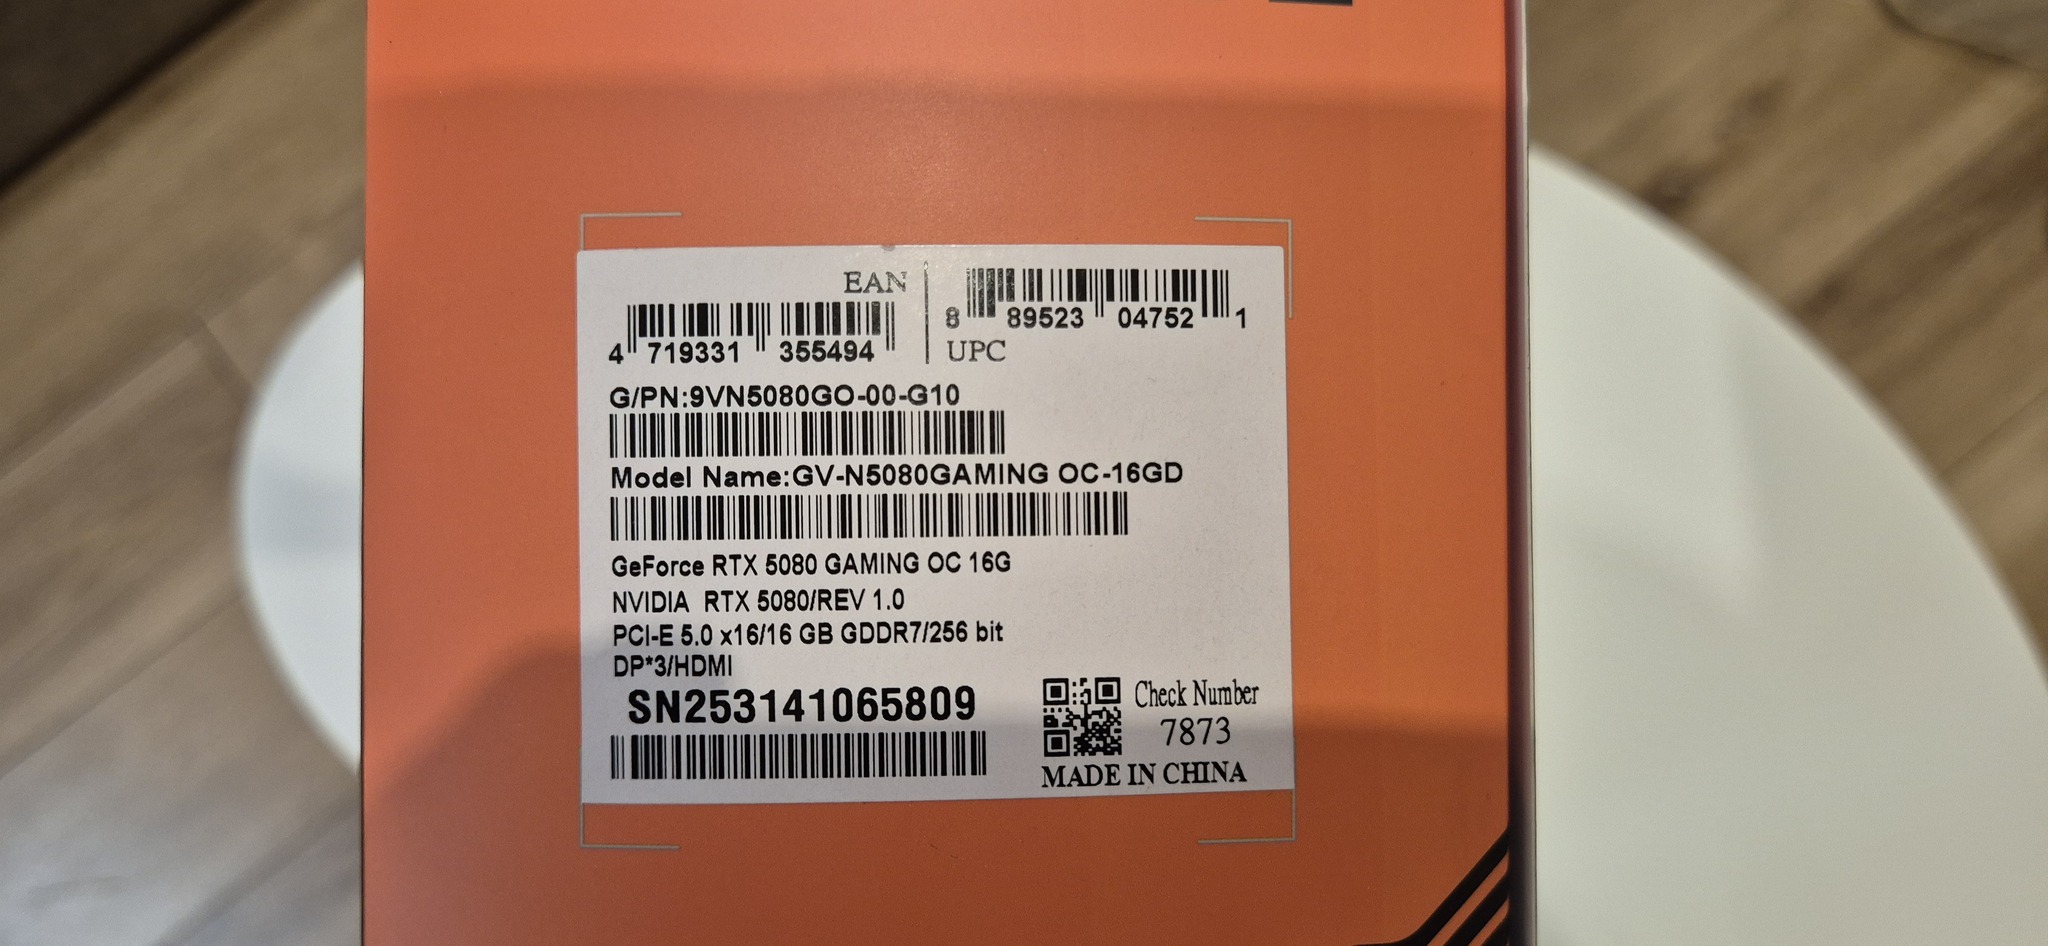 EAN
4 719331 355494
8 89523 04752 1
UPC
G/PN:9VN5080GO-00-G10
Model Name:GV-N5080GAMING OC-16GD
GeForce RTX 5080 GAMING OC 16G
NVIDIA RTX 5080/REV 1.0
PCI-E 5.0 x16/16 GB GDDR7/256 bit
DP*3/HDMI
SN253141065809
Check Number
7873
MADE IN CHINA